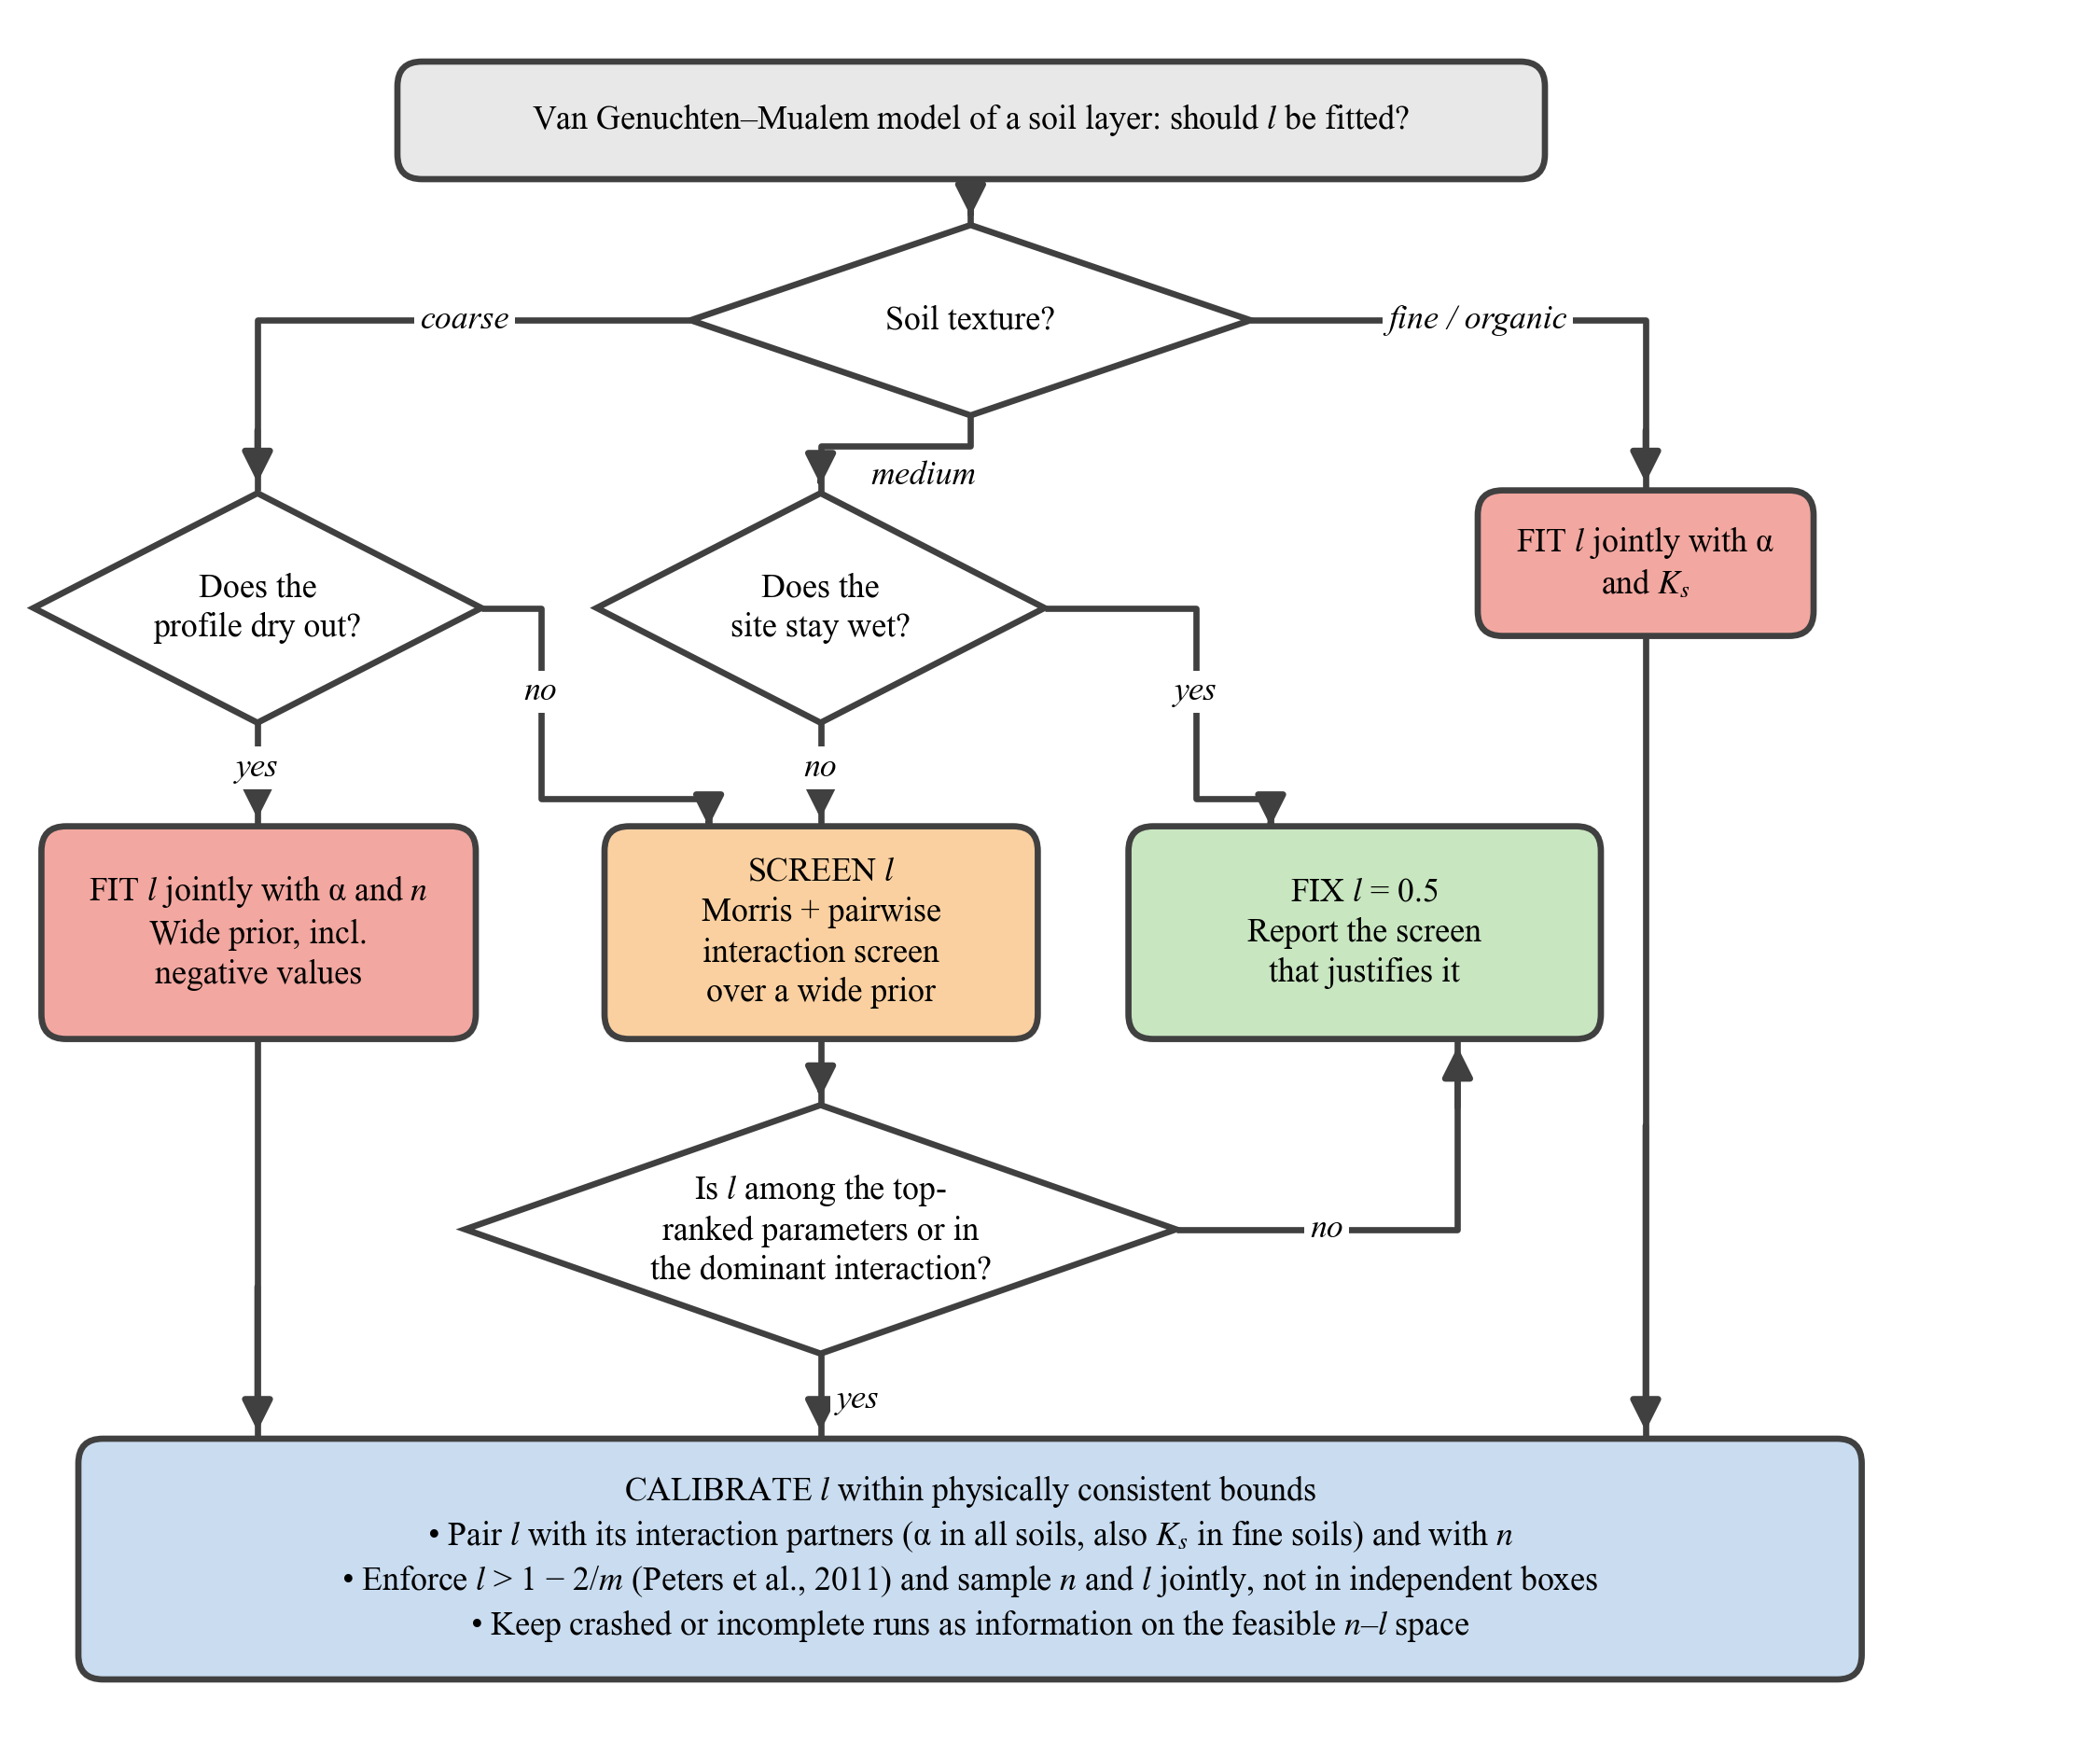 Van Genuchten–Mualem model of a soil layer: should l be fitted?
Soil texture?
coarse
fine / organic
medium
Does the
profile dry out?
Does the
site stay wet?
FIT l jointly with α
and Ks
no
yes
yes
no
FIT l jointly with α and n
Wide prior, incl.
negative values
SCREEN l
Morris + pairwise
interaction screen
over a wide prior
FIX l = 0.5
Report the screen
that justifies it
Is l among the top-
ranked parameters or in
the dominant interaction?
no
yes
CALIBRATE l within physically consistent bounds
• Pair l with its interaction partners (α in all soils, also Ks in fine soils) and with n
• Enforce l > 1 − 2/m (Peters et al., 2011) and sample n and l jointly, not in independent boxes
• Keep crashed or incomplete runs as information on the feasible n–l space